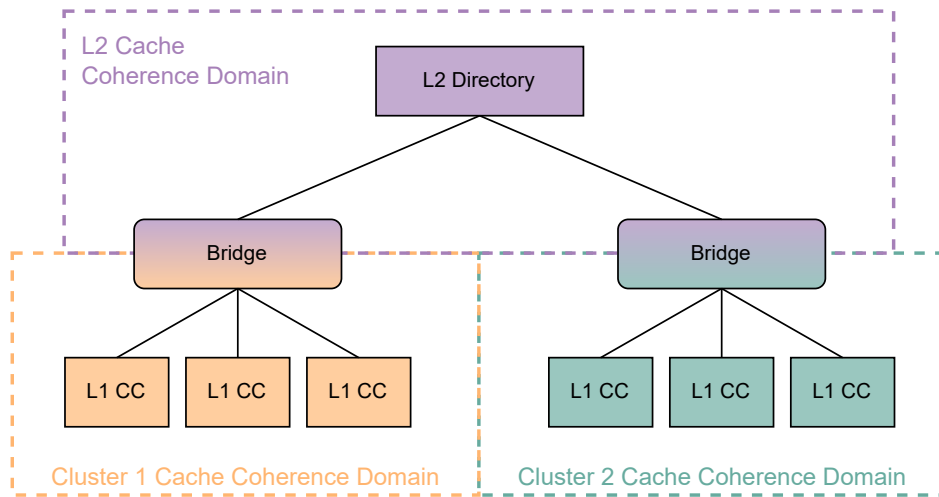 L2 Cache
Coherence Domain
L2 Directory
Bridge
Bridge
L1 CC
L1 CC
L1 CC
L1 CC
L1 CC
L1 CC
Cluster 1 Cache Coherence Domain
Cluster 2 Cache Coherence Domain